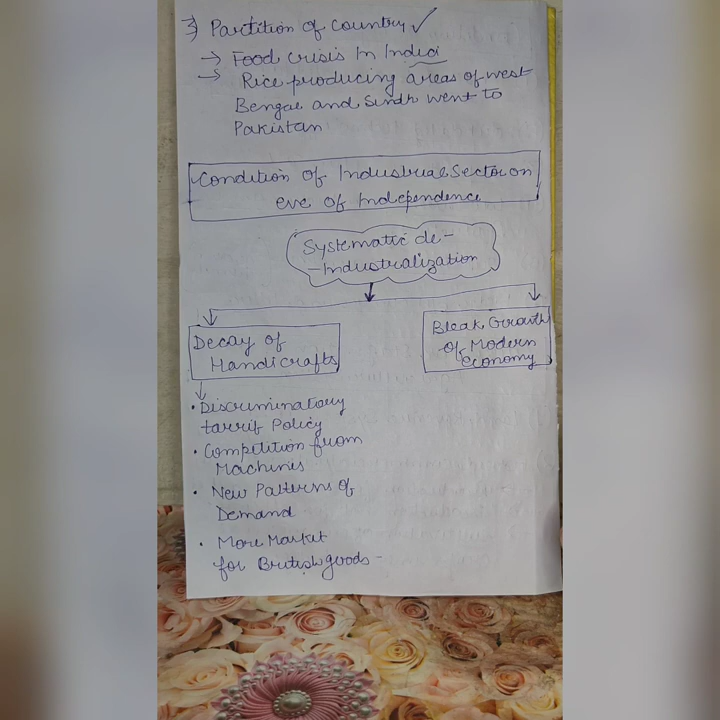 3) Partition of Country ✓
→ Food crisis In India
→ Rice producing areas of west
Bengal and Sindh went to
Pakistan
Condition of Industrial Sector on
eve of Independence
Systematic de-
-Industrialization
Decay of
Handicrafts
Bleak Growth
of Modern
economy
• Discriminatiory
tarrif Policy
• Competition from
Machines
• New Patterns of
Demand
• More Market
for British goods -